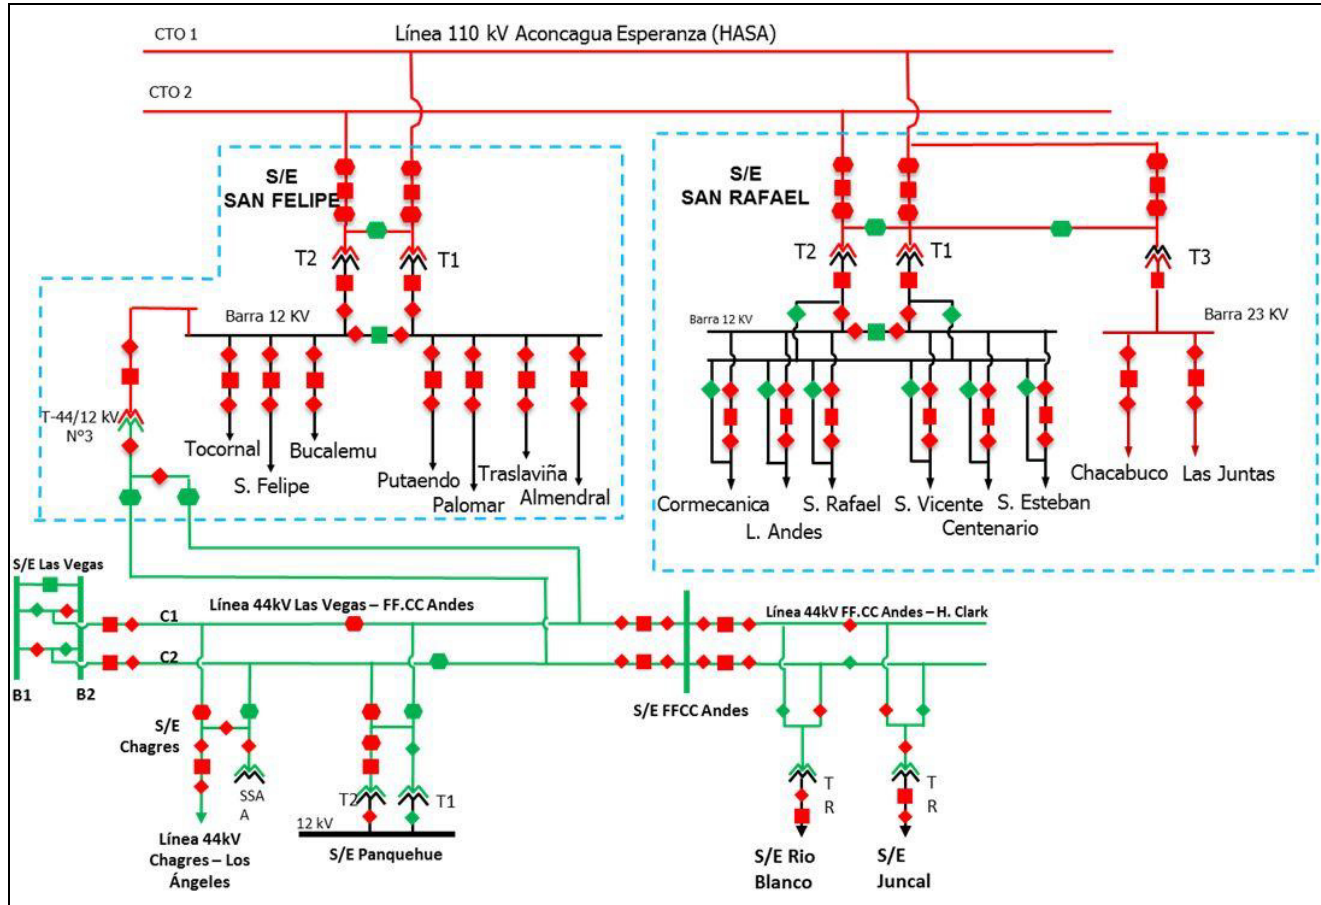 CTO 1
Línea 110 kV Aconcagua Esperanza (HASA)
CTO 2
S/E
SAN FELIPE
S/E
SAN RAFAEL
T2
T1
T2
T1
T3
Barra 12 KV
Barra 12 KV
Barra 23 KV
T-44/12 kV
Nº3
Tocornal
S. Felipe
Bucalemu
Putaendo
Palomar
Traslaviña
Almendral
Cormecanica
L. Andes
S. Rafael
S. Vicente
Centenario
S. Esteban
Chacabuco
Las Juntas
S/E Las Vegas
C1
Línea 44kV Las Vegas – FF.CC Andes
Línea 44kV FF.CC Andes – H. Clark
C2
B1
B2
S/E FFCC Andes
S/E
Chagres
SSA
A
T2
T1
T
R
T
R
12 kV
Línea 44kV
Chagres – Los
Ángeles
S/E Panquehue
S/E Rio
Blanco
S/E
Juncal